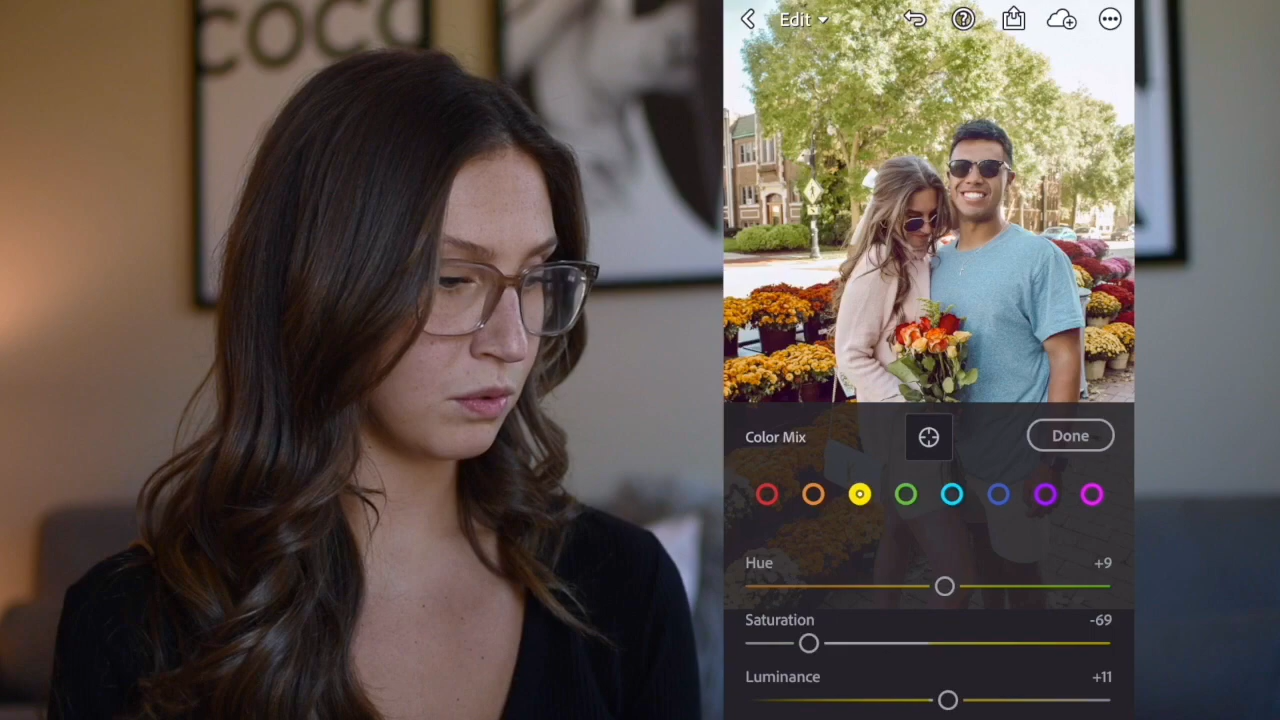 COCO
Edit
Color Mix
Done
Hue +9
Saturation -69
Luminance +11